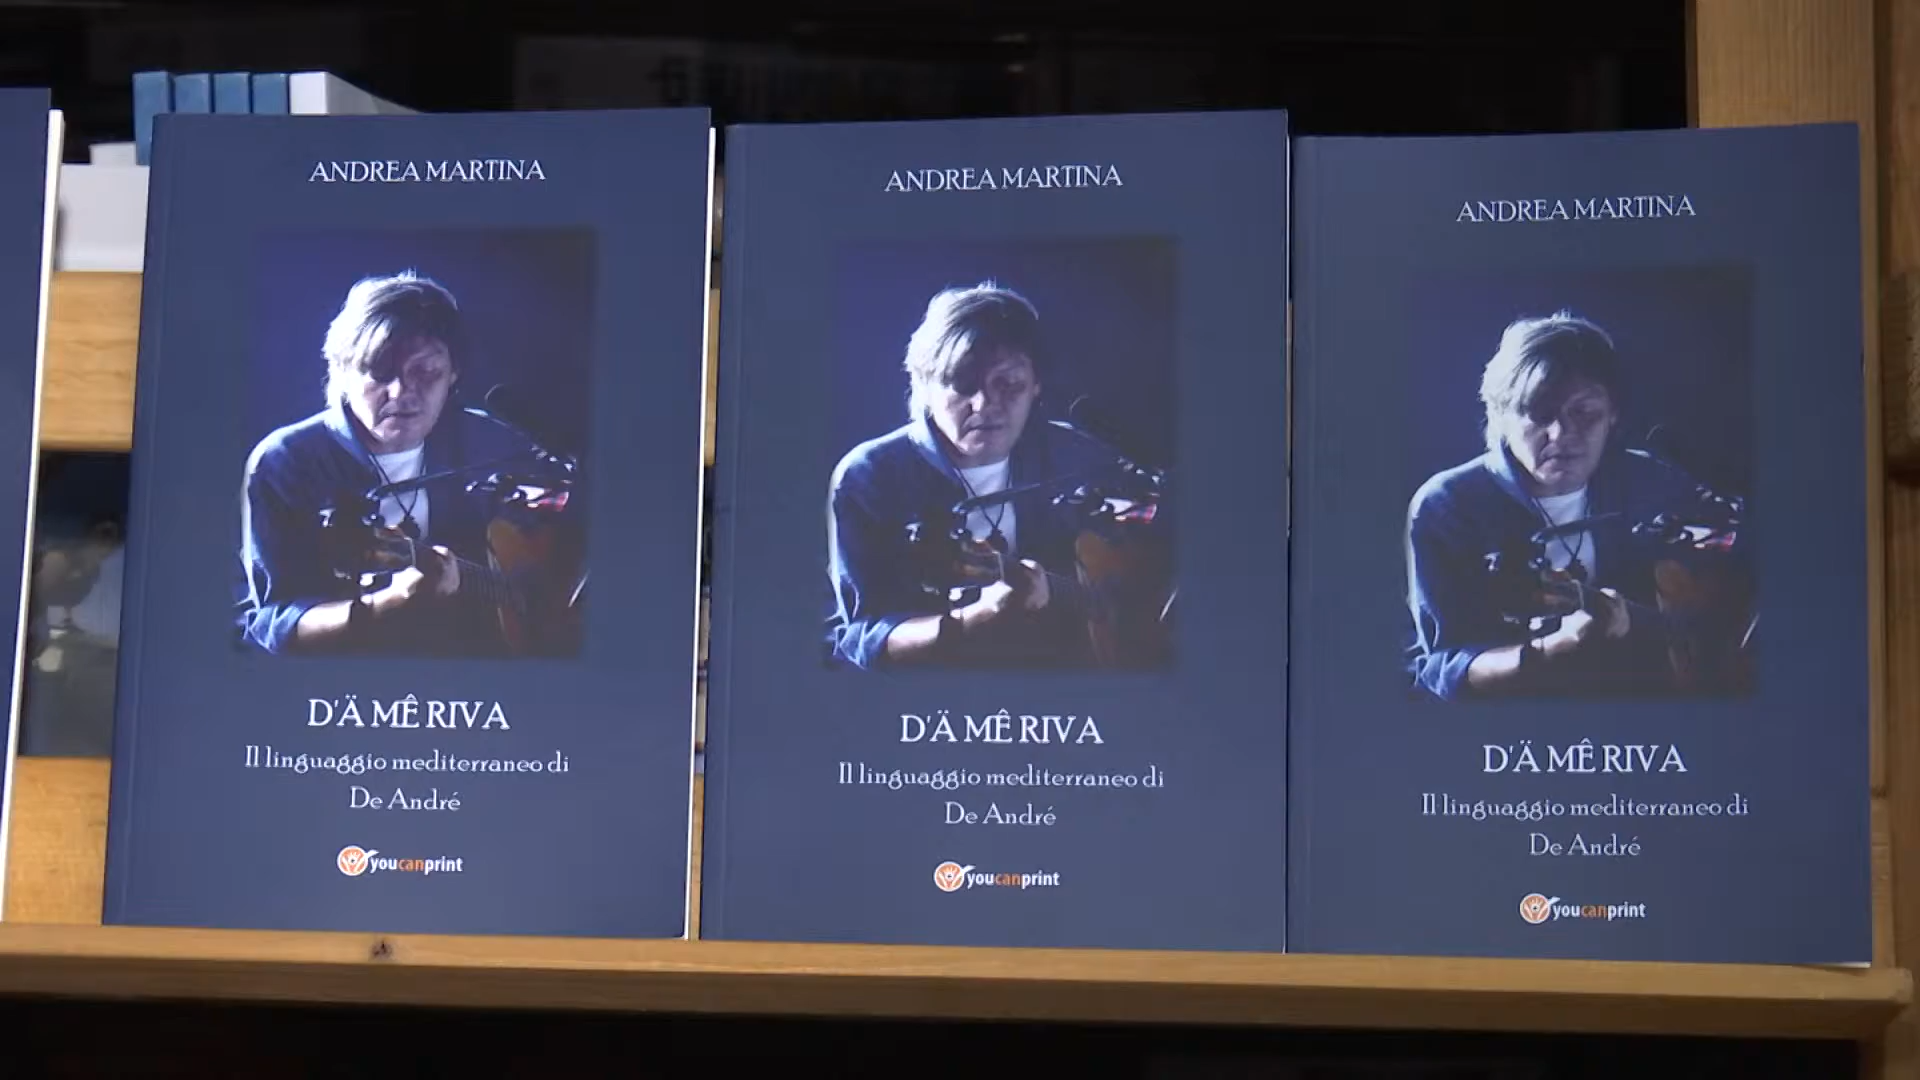 ANDREA MARTINA
D'Ä MÊ RIVA
Il linguaggio mediterraneo di
De André
youcanprint
ANDREA MARTINA
D'Ä MÊ RIVA
Il linguaggio mediterraneo di
De André
youcanprint
ANDREA MARTINA
D'Ä MÊ RIVA
Il linguaggio mediterraneo di
De André
youcanprint